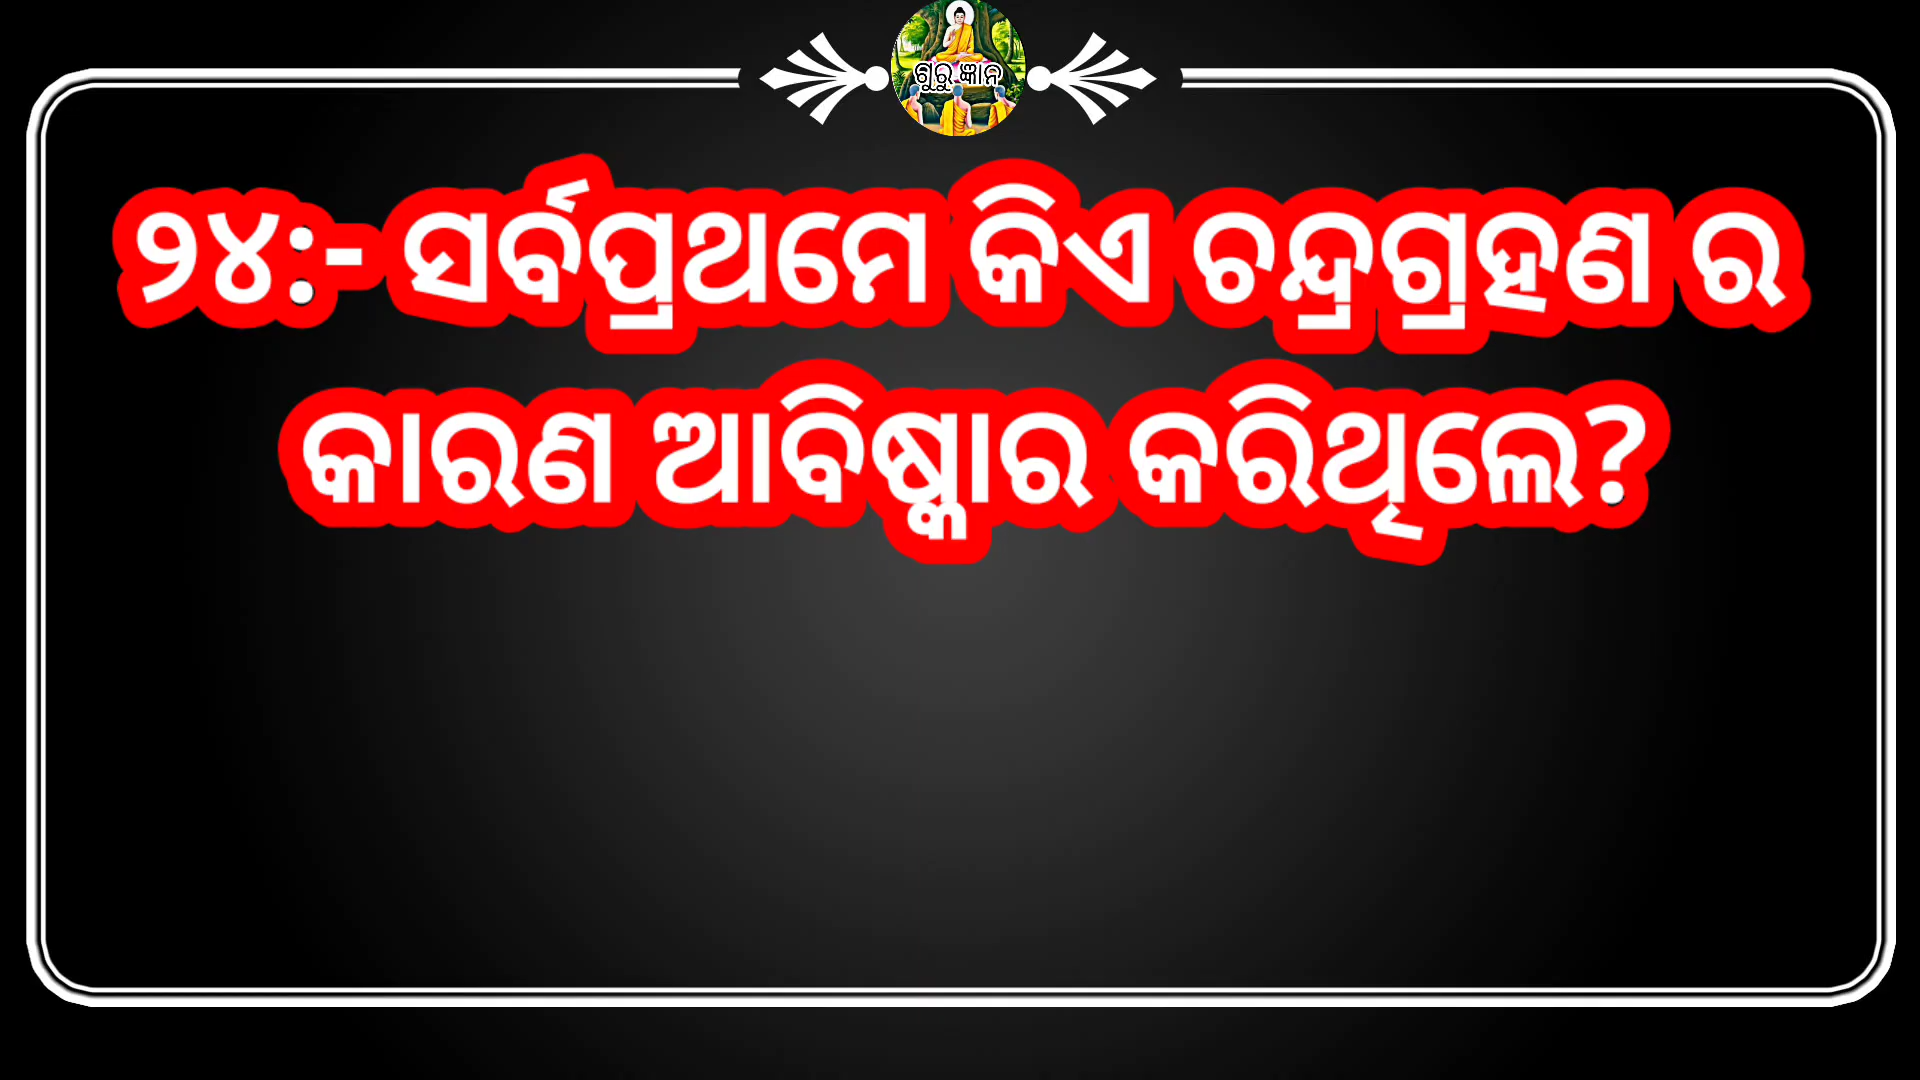 ଗୁରୁ ଜ୍ଞାନ
୨୪:- ସର୍ବପ୍ରଥମେ କିଏ ଚନ୍ଦ୍ରଗ୍ରହଣ ର
କାରଣ ଆବିଷ୍କାର କରିଥିଲେ?